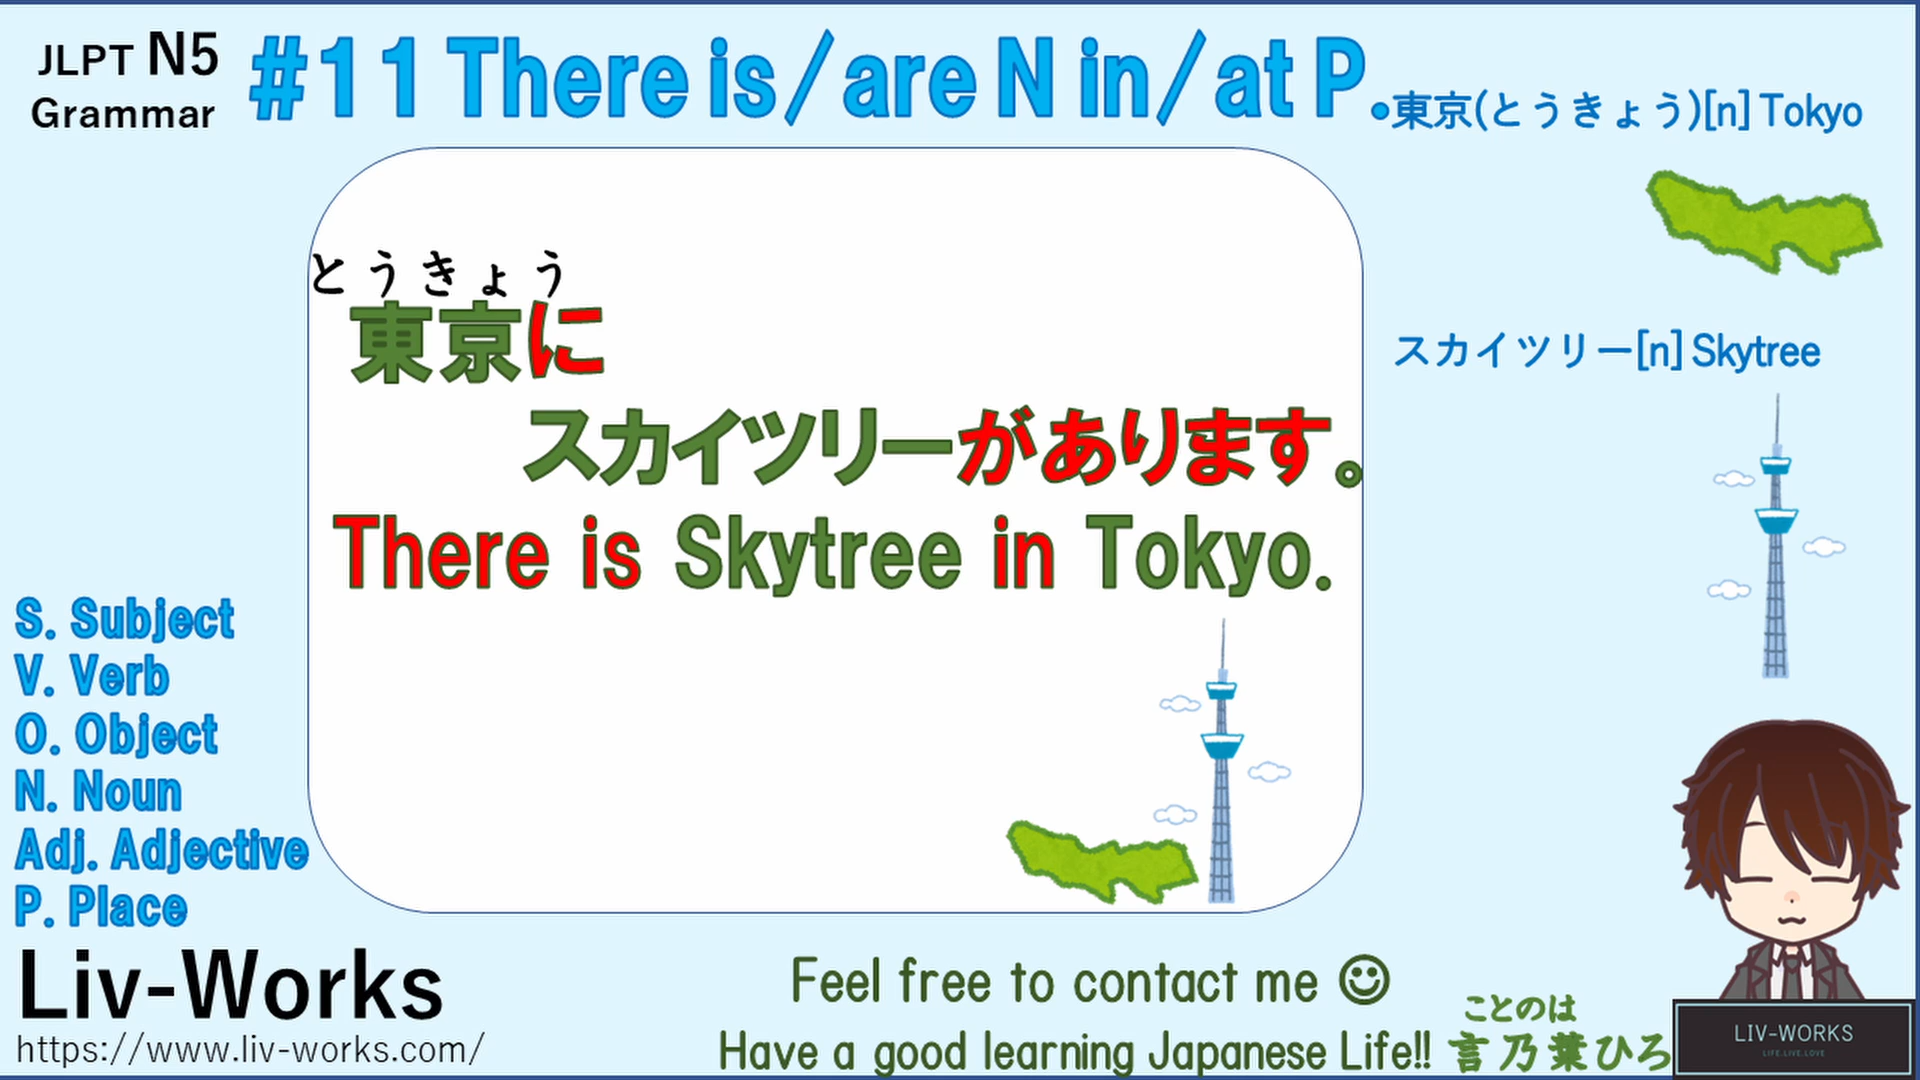 JLPT N5
Grammar
#11 There is/are N in/at P.
•東京(とうきょう)[n] Tokyo
スカイツリー[n] Skytree
とうきょう
東京に
スカイツリーがあります。
There is Skytree in Tokyo.
S. Subject
V. Verb
O. Object
N. Noun
Adj. Adjective
P. Place
Liv-Works
https://www.liv-works.com/
Feel free to contact me ☺
Have a good learning Japanese Life!!
ことのは
言乃葉ひろ
LIV-WORKS
LIFE.LIVE.LOVE